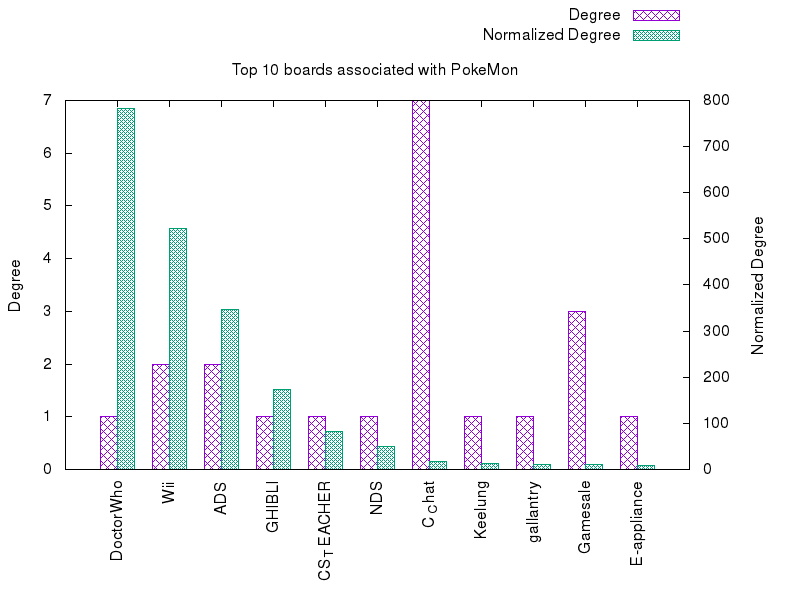 Degree
Normalized Degree
Top 10 boards associated with PokeMon
7
6
5
4
3
2
1
0
800
700
600
500
400
300
200
100
0
Degree
Normalized Degree
DoctorWho
Wii
ADS
GHIBLI
CSTEACHER
NDS
CChat
Keelung
gallantry
Gamesale
E-appliance